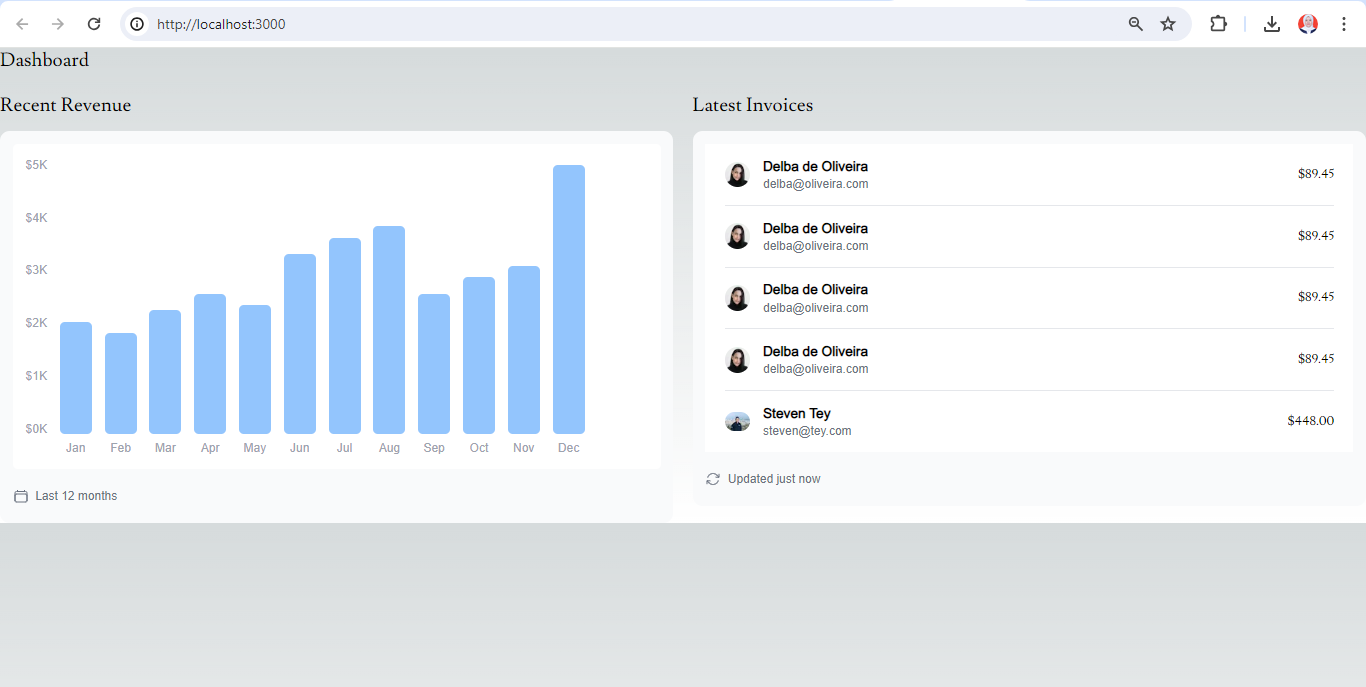 http://localhost:3000
Dashboard
Recent Revenue
$5K
$4K
$3K
$2K
$1K
$0K
Jan Feb Mar Apr May Jun Jul Aug Sep Oct Nov Dec
Last 12 months
Latest Invoices
Delba de Oliveira
delba@oliveira.com
$89.45
Delba de Oliveira
delba@oliveira.com
$89.45
Delba de Oliveira
delba@oliveira.com
$89.45
Delba de Oliveira
delba@oliveira.com
$89.45
Steven Tey
steven@tey.com
$448.00
Updated just now